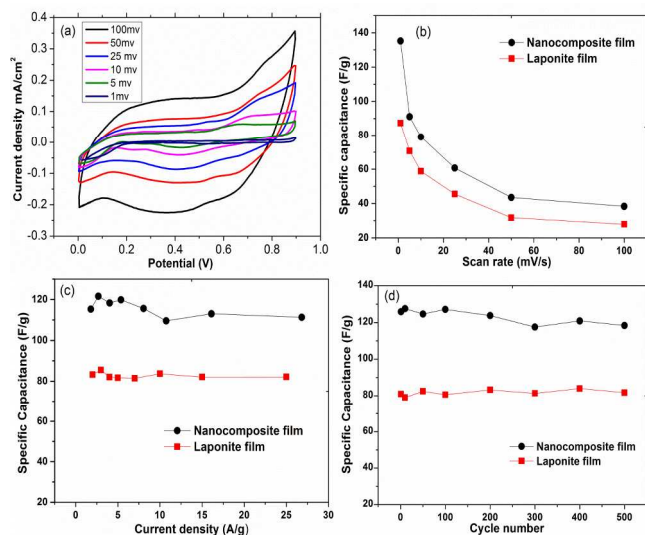 (a)
100mv
50mv
25 mv
10 mv
5 mv
1mv
Current density mA/cm²
0.4
0.3
0.2
0.1
0.0
-0.1
-0.2
-0.3
0.0 0.2 0.4 0.6 0.8 1.0
Potential (V)
(b)
Nanocomposite film
Laponite film
Specific capacitance (F/g)
140
120
100
80
60
40
20
0 20 40 60 80 100
Scan rate (mV/s)
(c)
Nanocomposite film
Laponite film
Specific Capacitance (F/g)
120
100
80
60
40
20
0 5 10 15 20 25 30
Current density (A/g)
(d)
Nanocomposite film
Laponite film
Specific Capacitance (F/g)
140
120
100
80
60
40
20
0 100 200 300 400 500
Cycle number